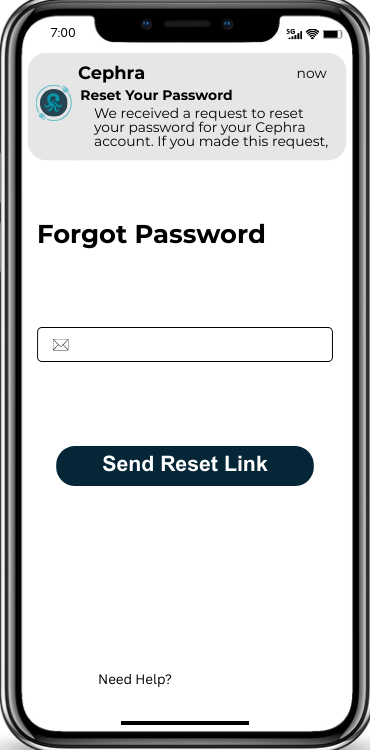 7:00
5G
Cephra
now
Reset Your Password
We received a request to reset
your password for your Cephra
account. If you made this request,
Forgot Password
Send Reset Link
Need Help?